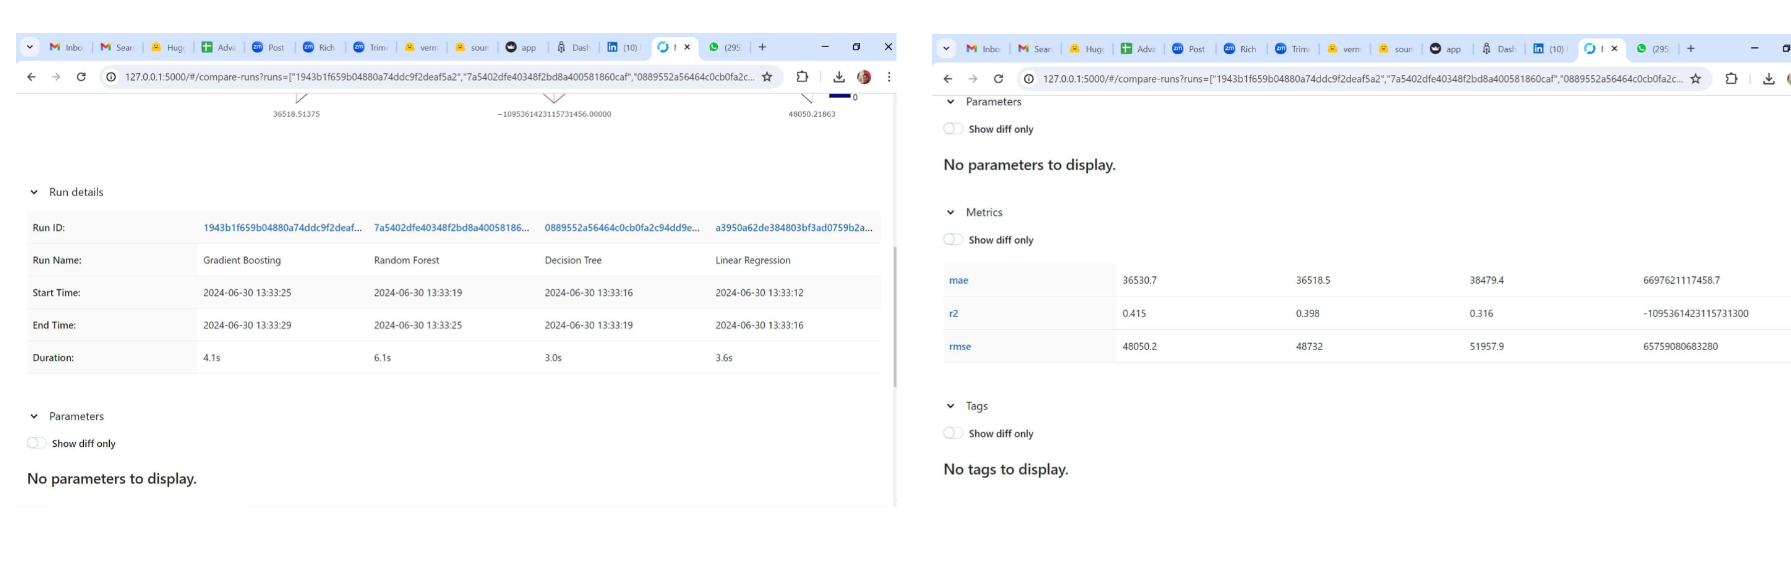 Inbo
Sear
Hug
Adva
Post
Rich
Trim
verm
soun
app
Dash
(10)
(295
127.0.0.1:5000/#/compare-runs?runs=["1943b1f659b04880a74ddc9f2deaf5a2","7a5402dfe40348f2bd8a400581860caf","0889552a56464c0cb0fa2c...
0
36518.51375
−1095361423115731456.00000
48050.21863
Run details
Run ID: 1943b1f659b04880a74ddc9f2deaf... 7a5402dfe40348f2bd8a40058186... 0889552a56464c0cb0fa2c94dd9e... a3950a62de384803bf3ad0759b2a...
Run Name: Gradient Boosting Random Forest Decision Tree Linear Regression
Start Time: 2024-06-30 13:33:25 2024-06-30 13:33:19 2024-06-30 13:33:16 2024-06-30 13:33:12
End Time: 2024-06-30 13:33:29 2024-06-30 13:33:25 2024-06-30 13:33:19 2024-06-30 13:33:16
Duration: 4.1s 6.1s 3.0s 3.6s
Parameters
Show diff only
No parameters to display.
Inbo
Sear
Hug
Adva
Post
Rich
Trim
verm
soun
app
Dash
(10)
(295
127.0.0.1:5000/#/compare-runs?runs=["1943b1f659b04880a74ddc9f2deaf5a2","7a5402dfe40348f2bd8a400581860caf","0889552a56464c0cb0fa2c...
Parameters
Show diff only
No parameters to display.
Metrics
Show diff only
mae 36530.7 36518.5 38479.4 6697621117458.7
r2 0.415 0.398 0.316 -1095361423115731300
rmse 48050.2 48732 51957.9 65759080683280
Tags
Show diff only
No tags to display.